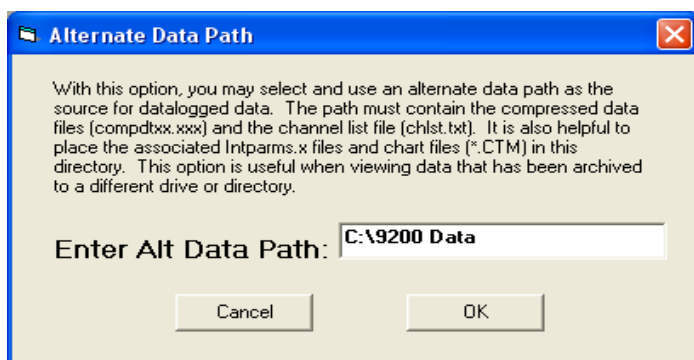 Alternate Data Path
With this option, you may select and use an alternate data path as the
source for datalogged data. The path must contain the compressed data
files (compdtxx.xxx) and the channel list file (chlst.txt). It is also helpful to
place the associated Intparms.x files and chart files (*.CTM) in this
directory. This option is useful when viewing data that has been archived
to a different drive or directory.
Enter Alt Data Path: C:\9200 Data
Cancel OK